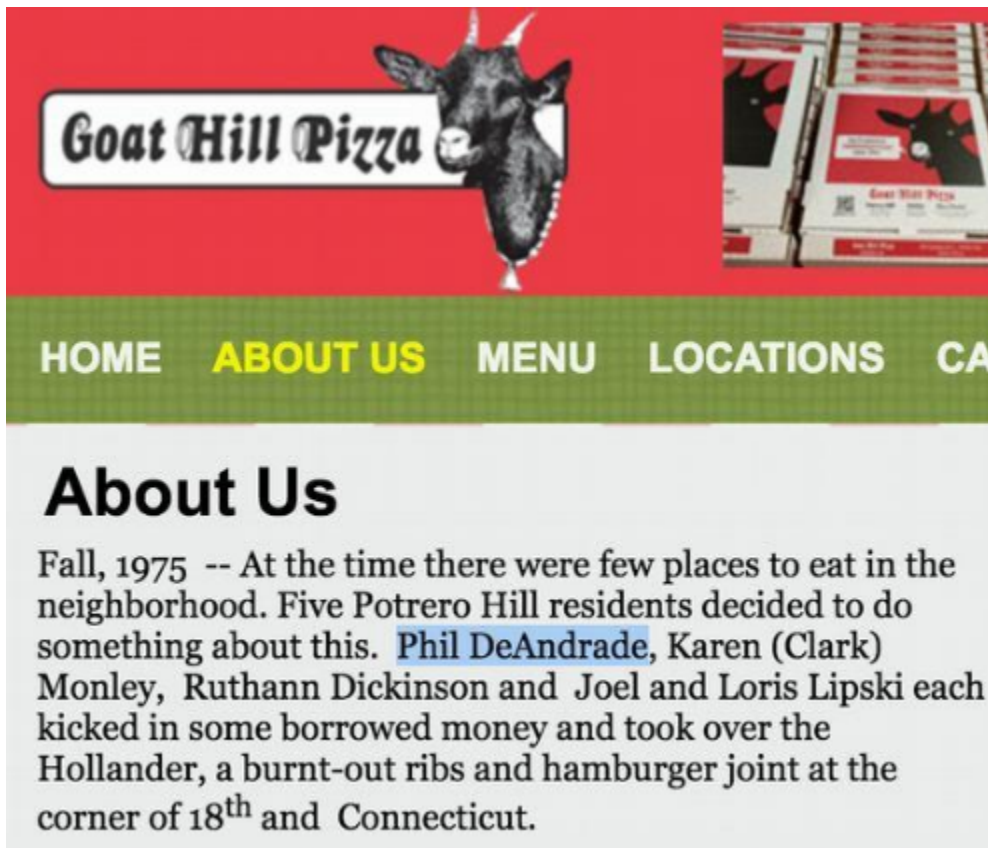 Goat Hill Pizza
Goat Hill Pizza
HOME ABOUT US MENU LOCATIONS CA
About Us
Fall, 1975 -- At the time there were few places to eat in the
neighborhood. Five Potrero Hill residents decided to do
something about this. Phil DeAndrade, Karen (Clark)
Monley, Ruthann Dickinson and Joel and Loris Lipski each
kicked in some borrowed money and took over the
Hollander, a burnt-out ribs and hamburger joint at the
corner of 18th and Connecticut.